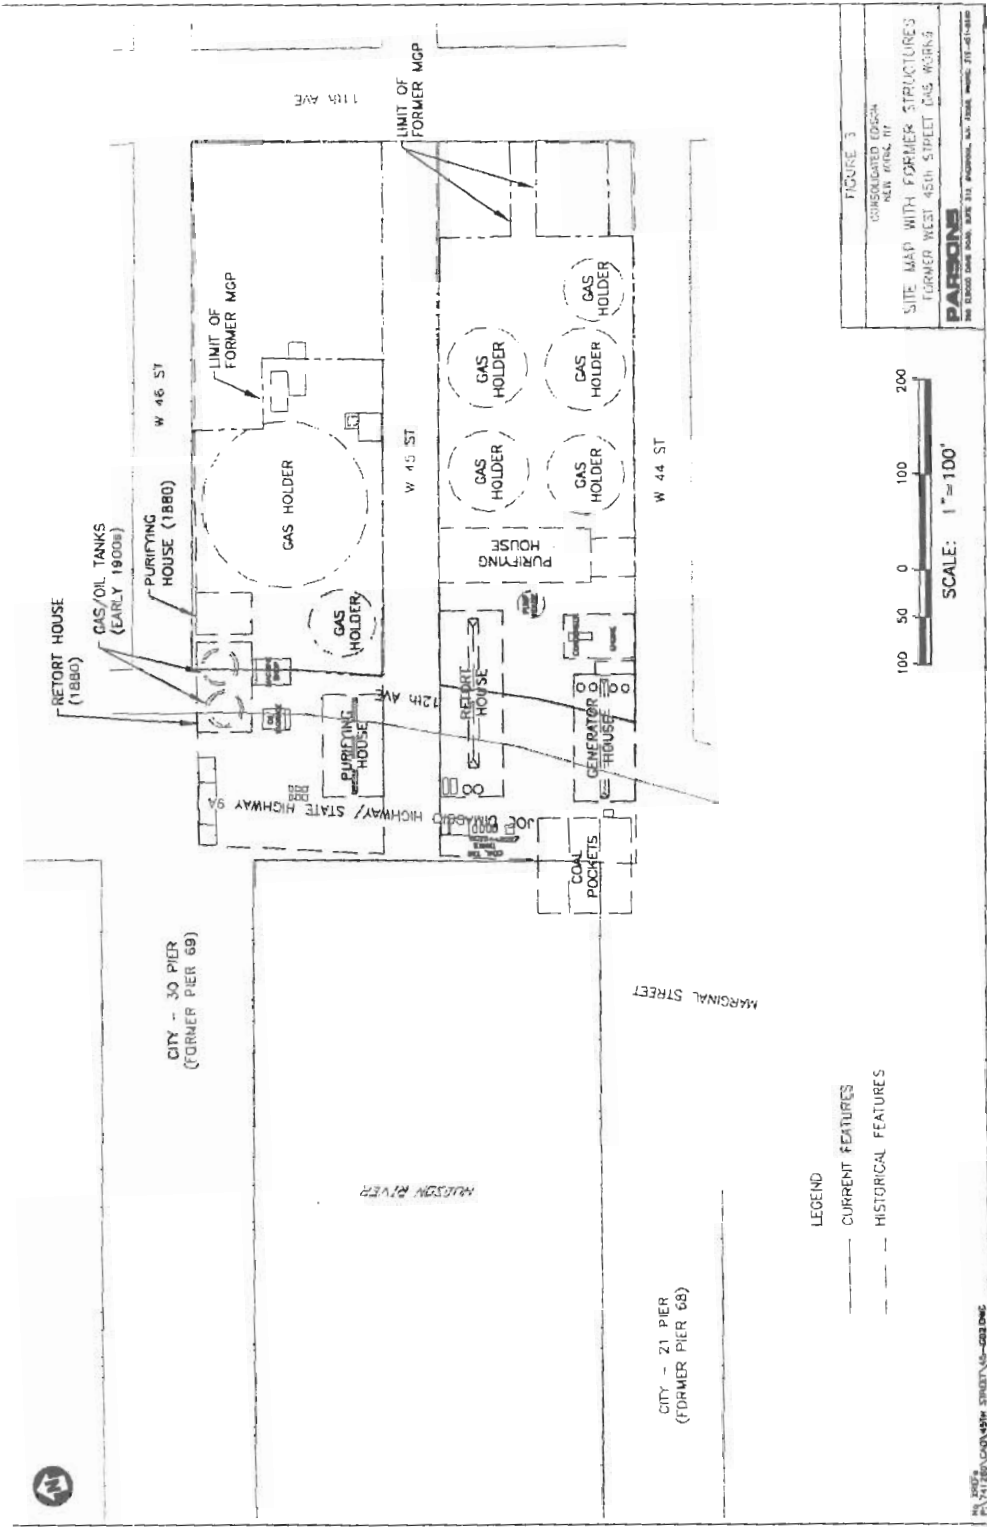 11th AVE
LIMIT OF
FORMER MGP
W 46 ST
LIMIT OF
FORMER MGP
PURIFYING
HOUSE (1880)
GAS/OIL TANKS
(EARLY 1900s)
RETORT HOUSE
(1880)
GAS HOLDER
GAS
HOLDER
W 45 ST
GAS
HOLDER
GAS
HOLDER
GAS
HOLDER
GAS
HOLDER
GAS
HOLDER
W 44 ST
PURIFYING
HOUSE
12th AVE
OIL
PURIFYING
HOUSE
RETORT
HOUSE
ENGINE
GENERATOR
HOUSE
JOE DIMAGGIO HIGHWAY/ STATE HIGHWAY 9A
COAL
POCKETS
CITY - 30 PIER
(FORMER PIER 69)
MARGINAL STREET
HUDSON RIVER
CITY - 21 PIER
(FORMER PIER 68)
LEGEND
CURRENT FEATURES
HISTORICAL FEATURES
100 50 0 100 200
SCALE: 1"=100'
FIGURE 3
CONSOLIDATED EDISON
NEW YORK, NY
SITE MAP WITH FORMER STRUCTURES
FORMER WEST 45th STREET GAS WORKS
PARSONS
N